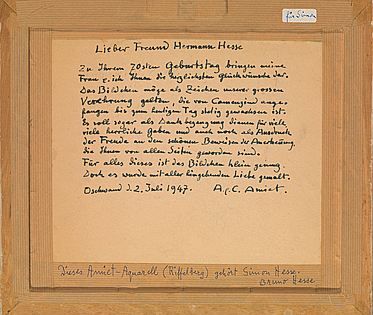 für Simon
Lieber Freund Hermann Hesse
Zu Ihrem 70sten Geburtstag bringen meine
Frau & ich Ihnen die herzlichsten Glückwünsche dar.
Das Bildchen möge als Zeichen unserer grossen
Verehrung gelten, die von Camenzind ange-
fangen bis zum heutigen Tag stetig gewachsen ist.
Es soll sogar als Dankbezeugung dienen für viele,
viele herrliche Gaben und auch noch als Ausdruck
der Freude an den schönen Beweisen der Anerkennung,
die Ihnen von allen Seiten geworden sind.
Für alles dieses ist das Bildchen klein genug.
Doch es wurde mit aller hingebenden Liebe gemalt.
Oschwand d. 2. Juli 1947. A & C. Amiet.
Dieses Amiet-Aquarell (Riffelberg) gehört Simon Hesse.
Bruno Hesse